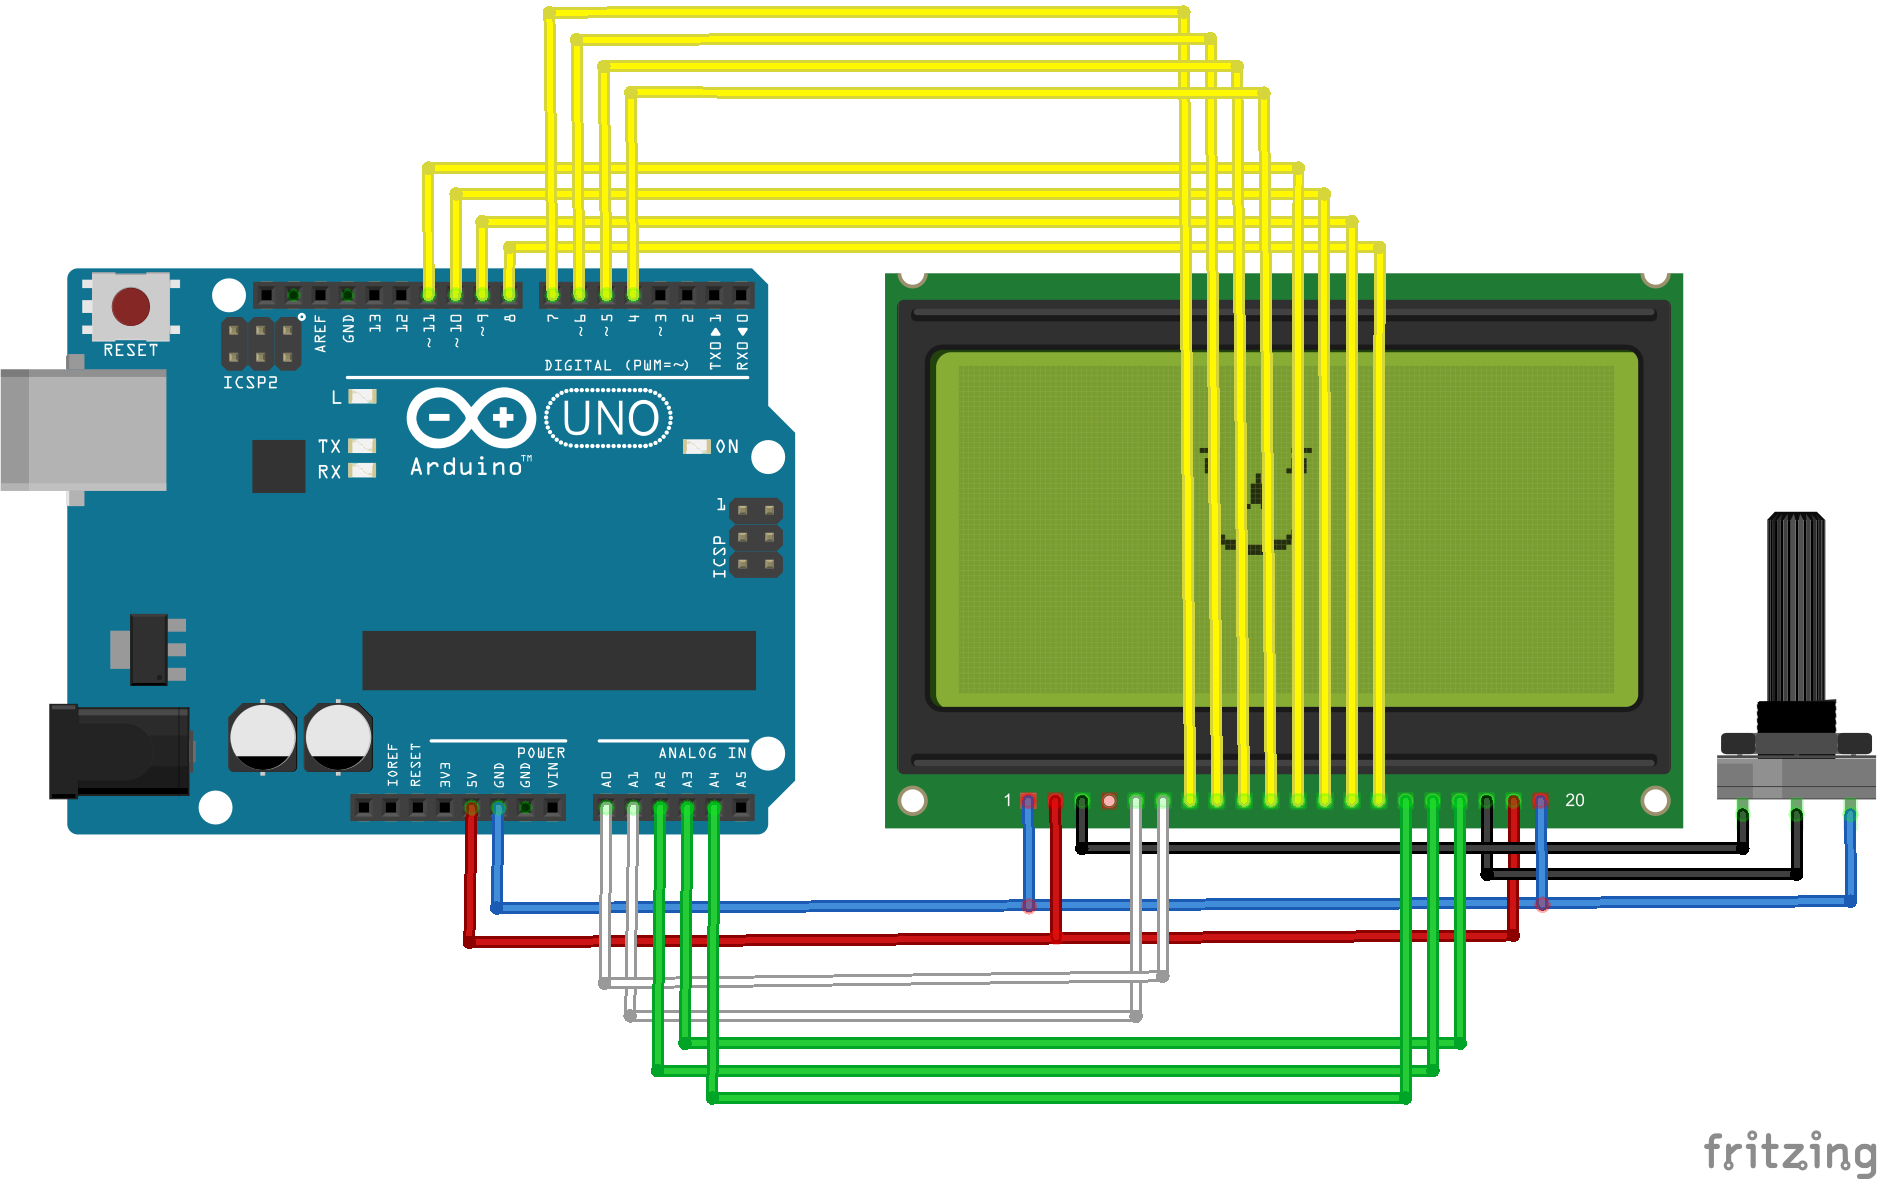 RESET
ICSP2
AREF
GND
13
12
~11
~10
~9
8
7
~6
~5
4
~3
2
TX0▶1
RX0◀0
DIGITAL (PWM=~)
L
TX
RX
Arduino™
UNO
ON
1
ICSP
IOREF
RESET
3V3
5V
GND
GND
VIN
POWER
ANALOG IN
A0
A1
A2
A3
A4
A5
1
20
fritzing